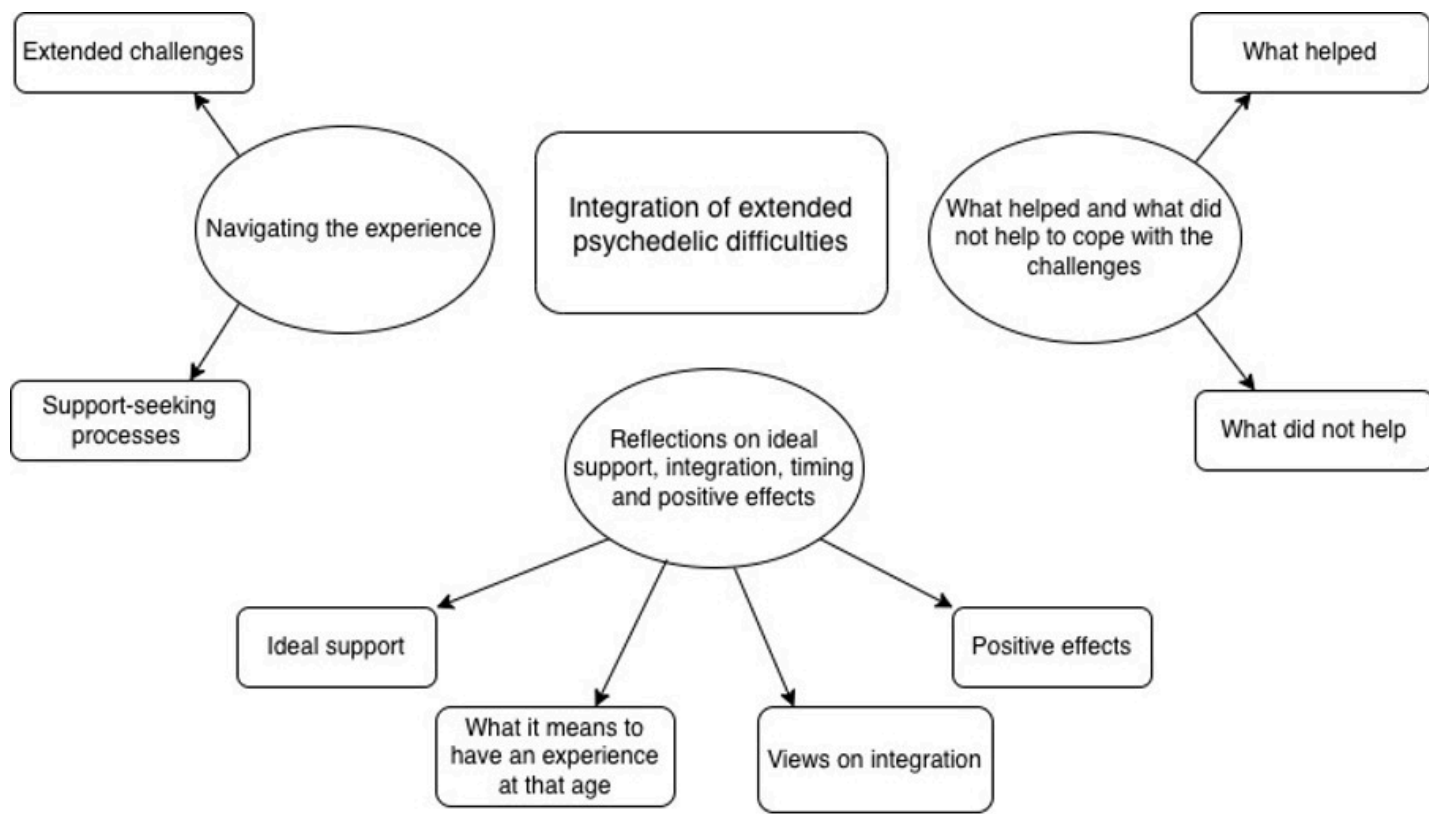 Extended challenges
What helped
Integration of extended
psychedelic difficulties
Navigating the experience
What helped and what did
not help to cope with the
challenges
Support-seeking
processes
What did not help
Reflections on ideal
support, integration, timing
and positive effects
Ideal support
Positive effects
What it means to
have an experience
at that age
Views on integration